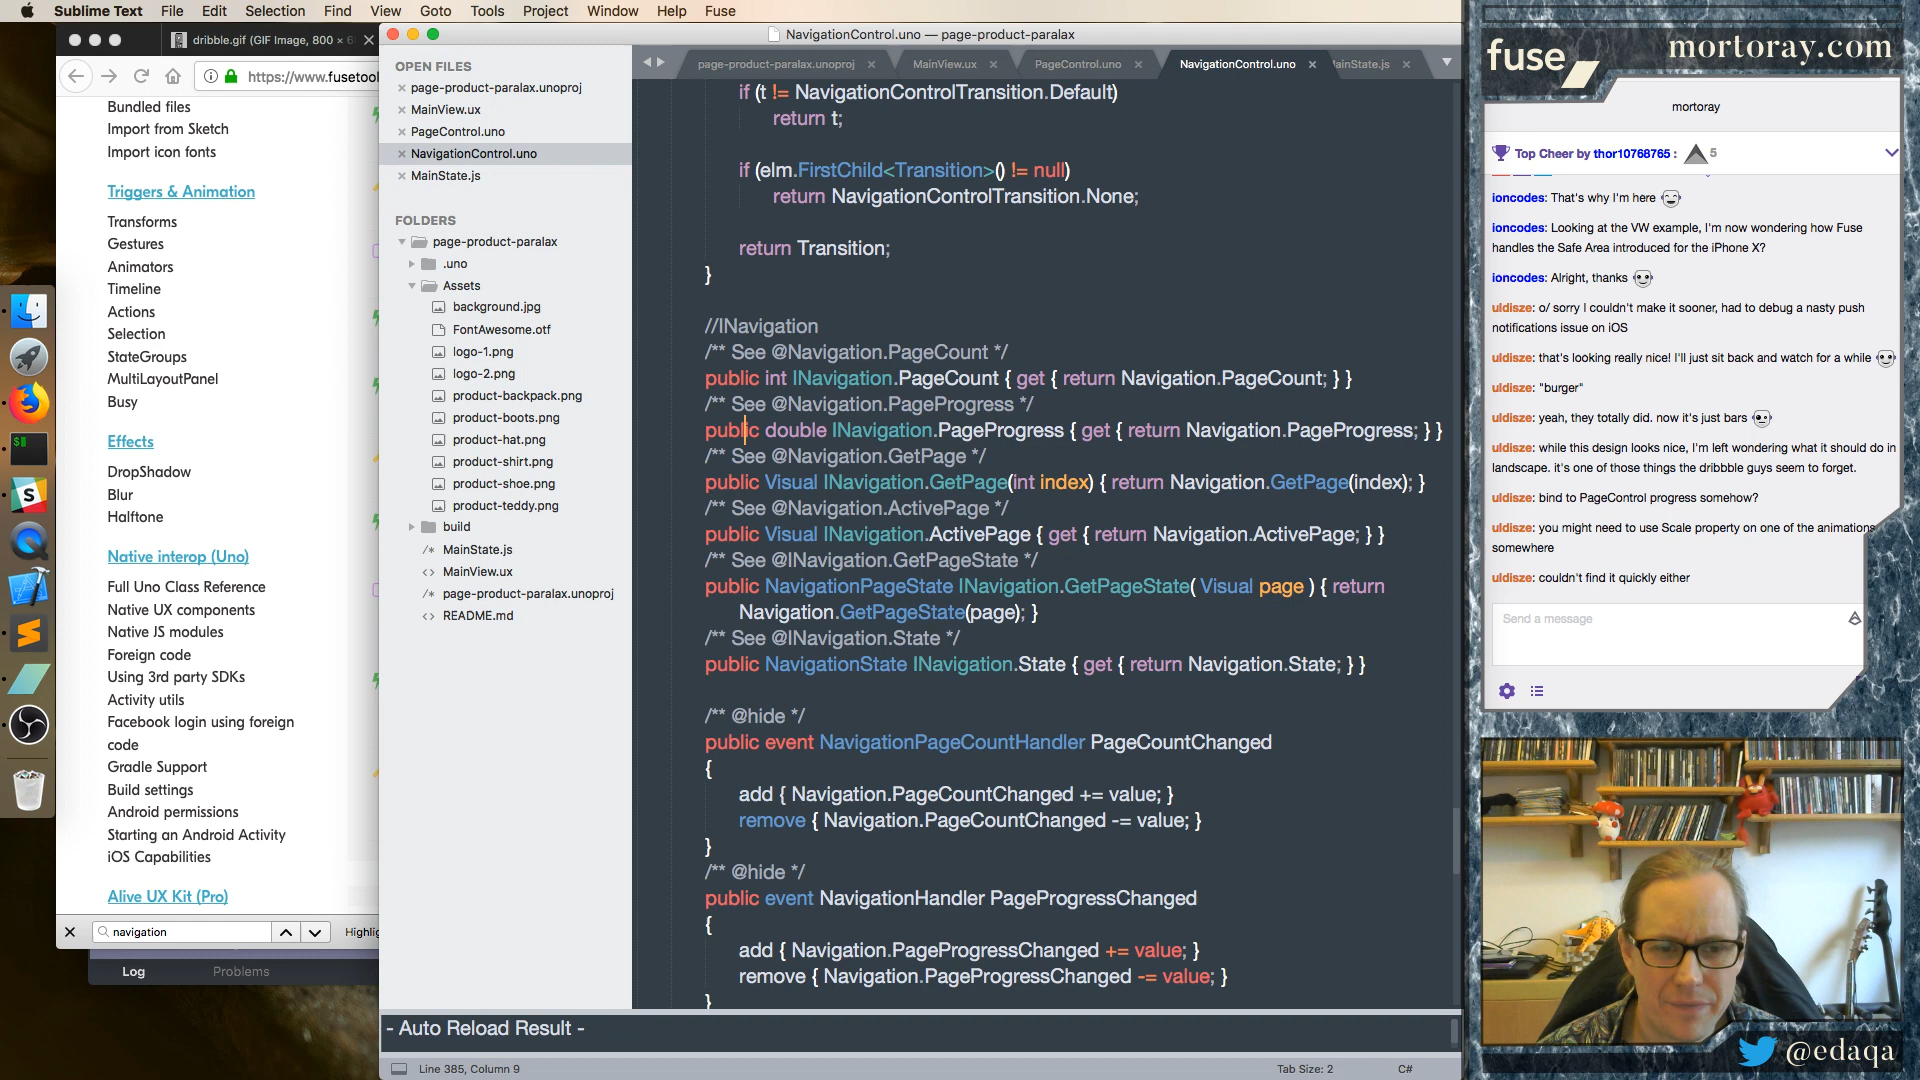 Sublime Text File Edit Selection Find View Goto Tools Project Window Help Fuse
dribble.gif (GIF Image, 800 × 6
https://www.fusetool
Bundled files
Import from Sketch
Import icon fonts
Triggers & Animation
Transforms
Gestures
Animators
Timeline
Actions
Selection
StateGroups
MultiLayoutPanel
Busy
Effects
DropShadow
Blur
Halftone
Native interop (Uno)
Full Uno Class Reference
Native UX components
Native JS modules
Foreign code
Using 3rd party SDKs
Activity utils
Facebook login using foreign
code
Gradle Support
Build settings
Android permissions
Starting an Android Activity
iOS Capabilities
Alive UX Kit (Pro)
navigation
Highlig
Log Problems
NavigationControl.uno — page-product-paralax
OPEN FILES
page-product-paralax.unoproj
MainView.ux
PageControl.uno
NavigationControl.uno
MainState.js
FOLDERS
page-product-paralax
.uno
Assets
background.jpg
FontAwesome.otf
logo-1.png
logo-2.png
product-backpack.png
product-boots.png
product-hat.png
product-shirt.png
product-shoe.png
product-teddy.png
build
MainState.js
MainView.ux
page-product-paralax.unoproj
README.md
page-product-paralax.unoproj MainView.ux PageControl.uno NavigationControl.uno MainState.js
if (t != NavigationControlTransition.Default)
return t;
if (elm.FirstChild<Transition>() != null)
return NavigationControlTransition.None;
return Transition;
}
//INavigation
/** See @Navigation.PageCount */
public int INavigation.PageCount { get { return Navigation.PageCount; } }
/** See @Navigation.PageProgress */
public double INavigation.PageProgress { get { return Navigation.PageProgress; } }
/** See @Navigation.GetPage */
public Visual INavigation.GetPage(int index) { return Navigation.GetPage(index); }
/** See @Navigation.ActivePage */
public Visual INavigation.ActivePage { get { return Navigation.ActivePage; } }
/** See @INavigation.GetPageState */
public NavigationPageState INavigation.GetPageState( Visual page ) { return
Navigation.GetPageState(page); }
/** See @INavigation.State */
public NavigationState INavigation.State { get { return Navigation.State; } }
/** @hide */
public event NavigationPageCountHandler PageCountChanged
{
add { Navigation.PageCountChanged += value; }
remove { Navigation.PageCountChanged -= value; }
}
/** @hide */
public event NavigationHandler PageProgressChanged
{
add { Navigation.PageProgressChanged += value; }
remove { Navigation.PageProgressChanged -= value; }
}
- Auto Reload Result -
Line 385, Column 9 Tab Size: 2 C#
fuse mortoray.com
mortoray
Top Cheer by thor10768765 : 5
ioncodes: That's why I'm here
ioncodes: Looking at the VW example, I'm now wondering how Fuse
handles the Safe Area introduced for the iPhone X?
ioncodes: Alright, thanks
uldisze: o/ sorry I couldn't make it sooner, had to debug a nasty push
notifications issue on iOS
uldisze: that's looking really nice! I'll just sit back and watch for a while
uldisze: "burger"
uldisze: yeah, they totally did. now it's just bars
uldisze: while this design looks nice, I'm left wondering what it should do in
landscape. it's one of those things the dribbble guys seem to forget.
uldisze: bind to PageControl progress somehow?
uldisze: you might need to use Scale property on one of the animations
somewhere
uldisze: couldn't find it quickly either
Send a message
@edaqa